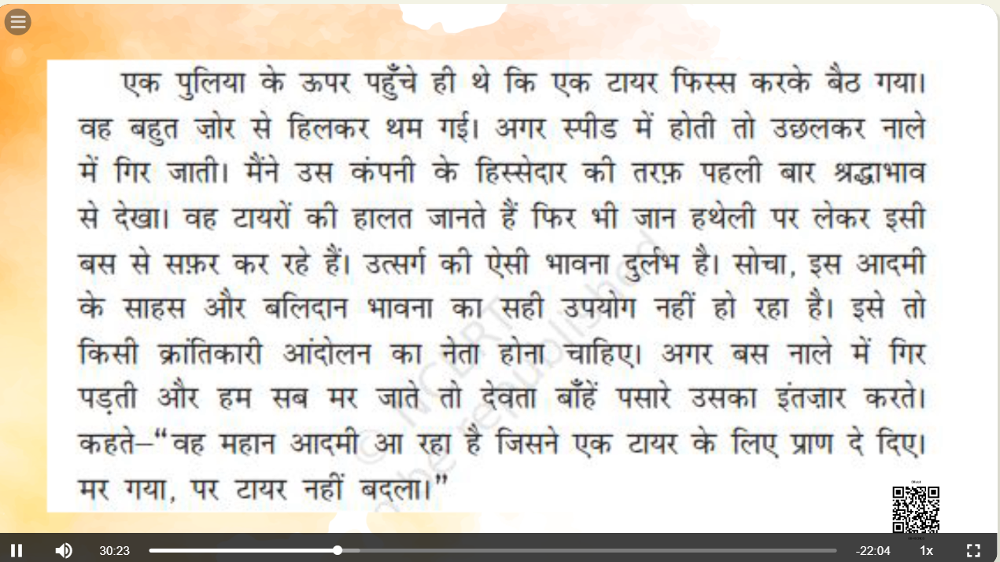 एक पुलिया के ऊपर पहुँचे ही थे कि एक टायर फिस्स करके बैठ गया।
वह बहुत ज़ोर से हिलकर थम गई। अगर स्पीड में होती तो उछलकर नाले
में गिर जाती। मैंने उस कंपनी के हिस्सेदार की तरफ़ पहली बार श्रद्धाभाव
से देखा। वह टायरों की हालत जानते हैं फिर भी जान हथेली पर लेकर इसी
बस से सफ़र कर रहे हैं। उत्सर्ग की ऐसी भावना दुर्लभ है। सोचा, इस आदमी
के साहस और बलिदान भावना का सही उपयोग नहीं हो रहा है। इसे तो
किसी क्रांतिकारी आंदोलन का नेता होना चाहिए। अगर बस नाले में गिर
पड़ती और हम सब मर जाते तो देवता बाँहें पसारे उसका इंतज़ार करते।
कहते–“वह महान आदमी आ रहा है जिसने एक टायर के लिए प्राण दे दिए।
मर गया, पर टायर नहीं बदला।”
© NCERT
be republished
30:23
-22:04
1x